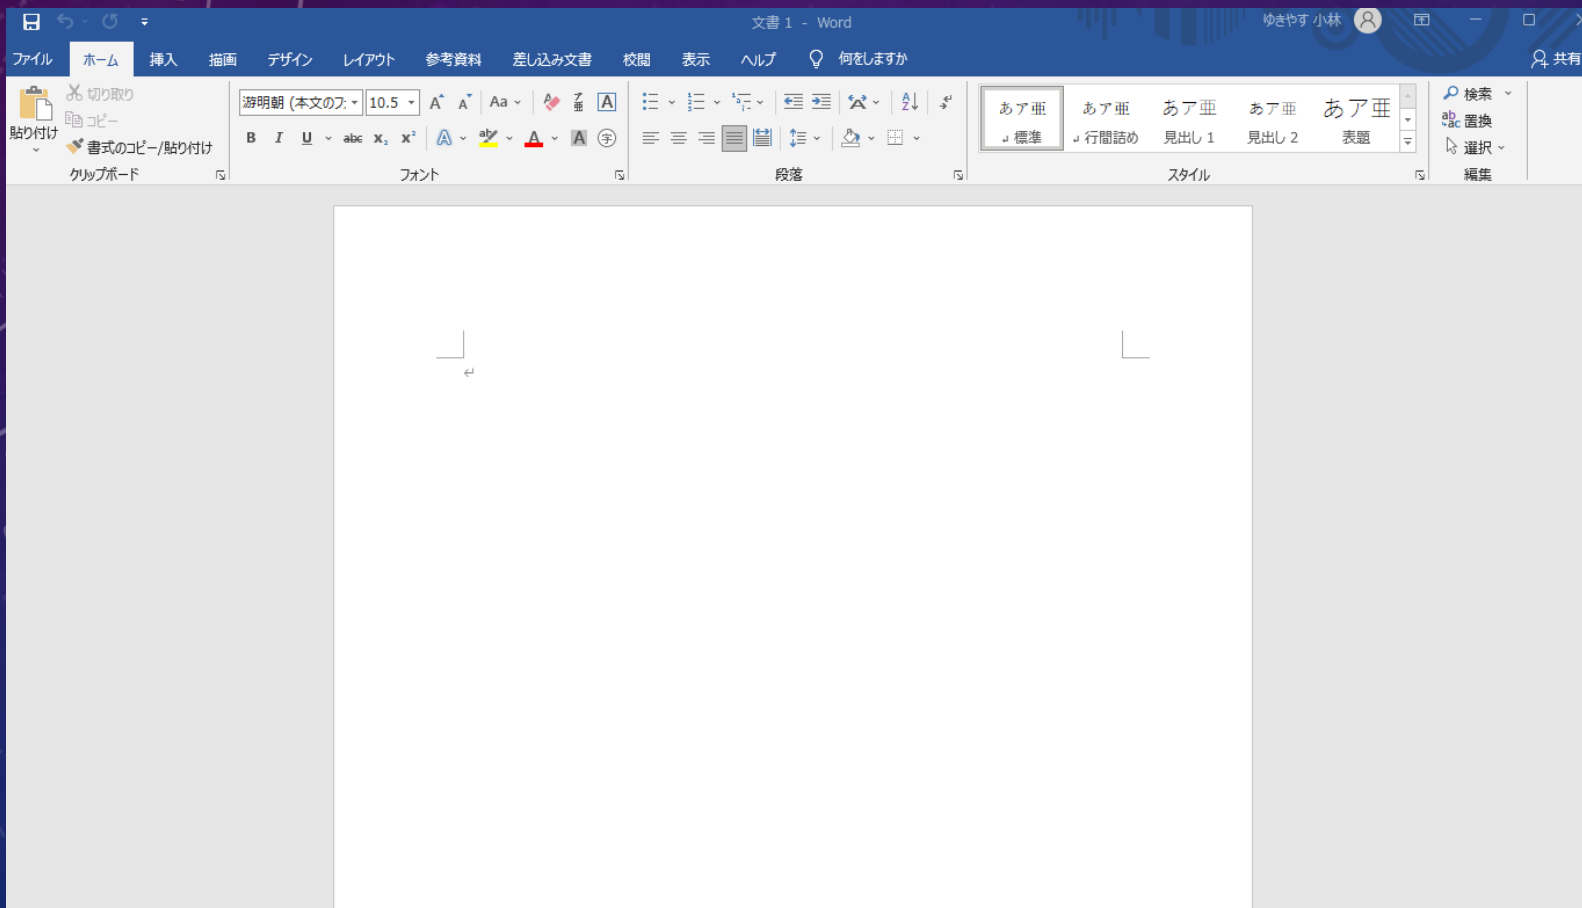 文書 1 - Word
ゆきやす 小林
ファイル ホーム 挿入 描画 デザイン レイアウト 参考資料 差し込み文書 校閲 表示 ヘルプ 何をしますか 共有
貼り付け
切り取り
コピー
書式のコピー/貼り付け
クリップボード
游明朝 (本文のフ: 10.5 A A Aa ア亜 A
B I U abc x₂ x² A aby A A 字
フォント
段落
あア亜 あア亜 あア亜 あア亜 あア亜
標準 行間詰め 見出し 1 見出し 2 表題
スタイル
検索
置換
選択
編集